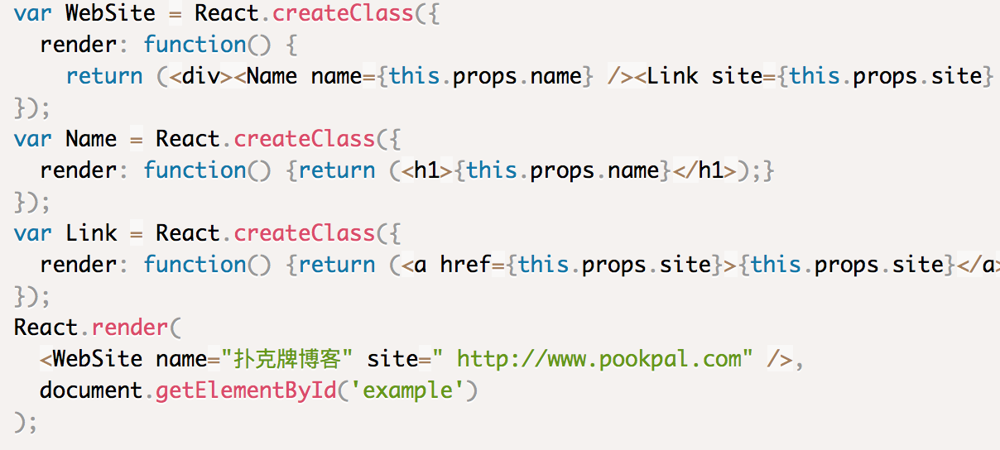 var WebSite = React.createClass({
  render: function() {
    return (<div><Name name={this.props.name} /><Link site={this.props.site}
});
var Name = React.createClass({
  render: function() {return (<h1>{this.props.name}</h1>);}
});
var Link = React.createClass({
  render: function() {return (<a href={this.props.site}>{this.props.site}</a>
});
React.render(
  <WebSite name="扑克牌博客" site=" http://www.pookpal.com" />,
  document.getElementById('example')
);